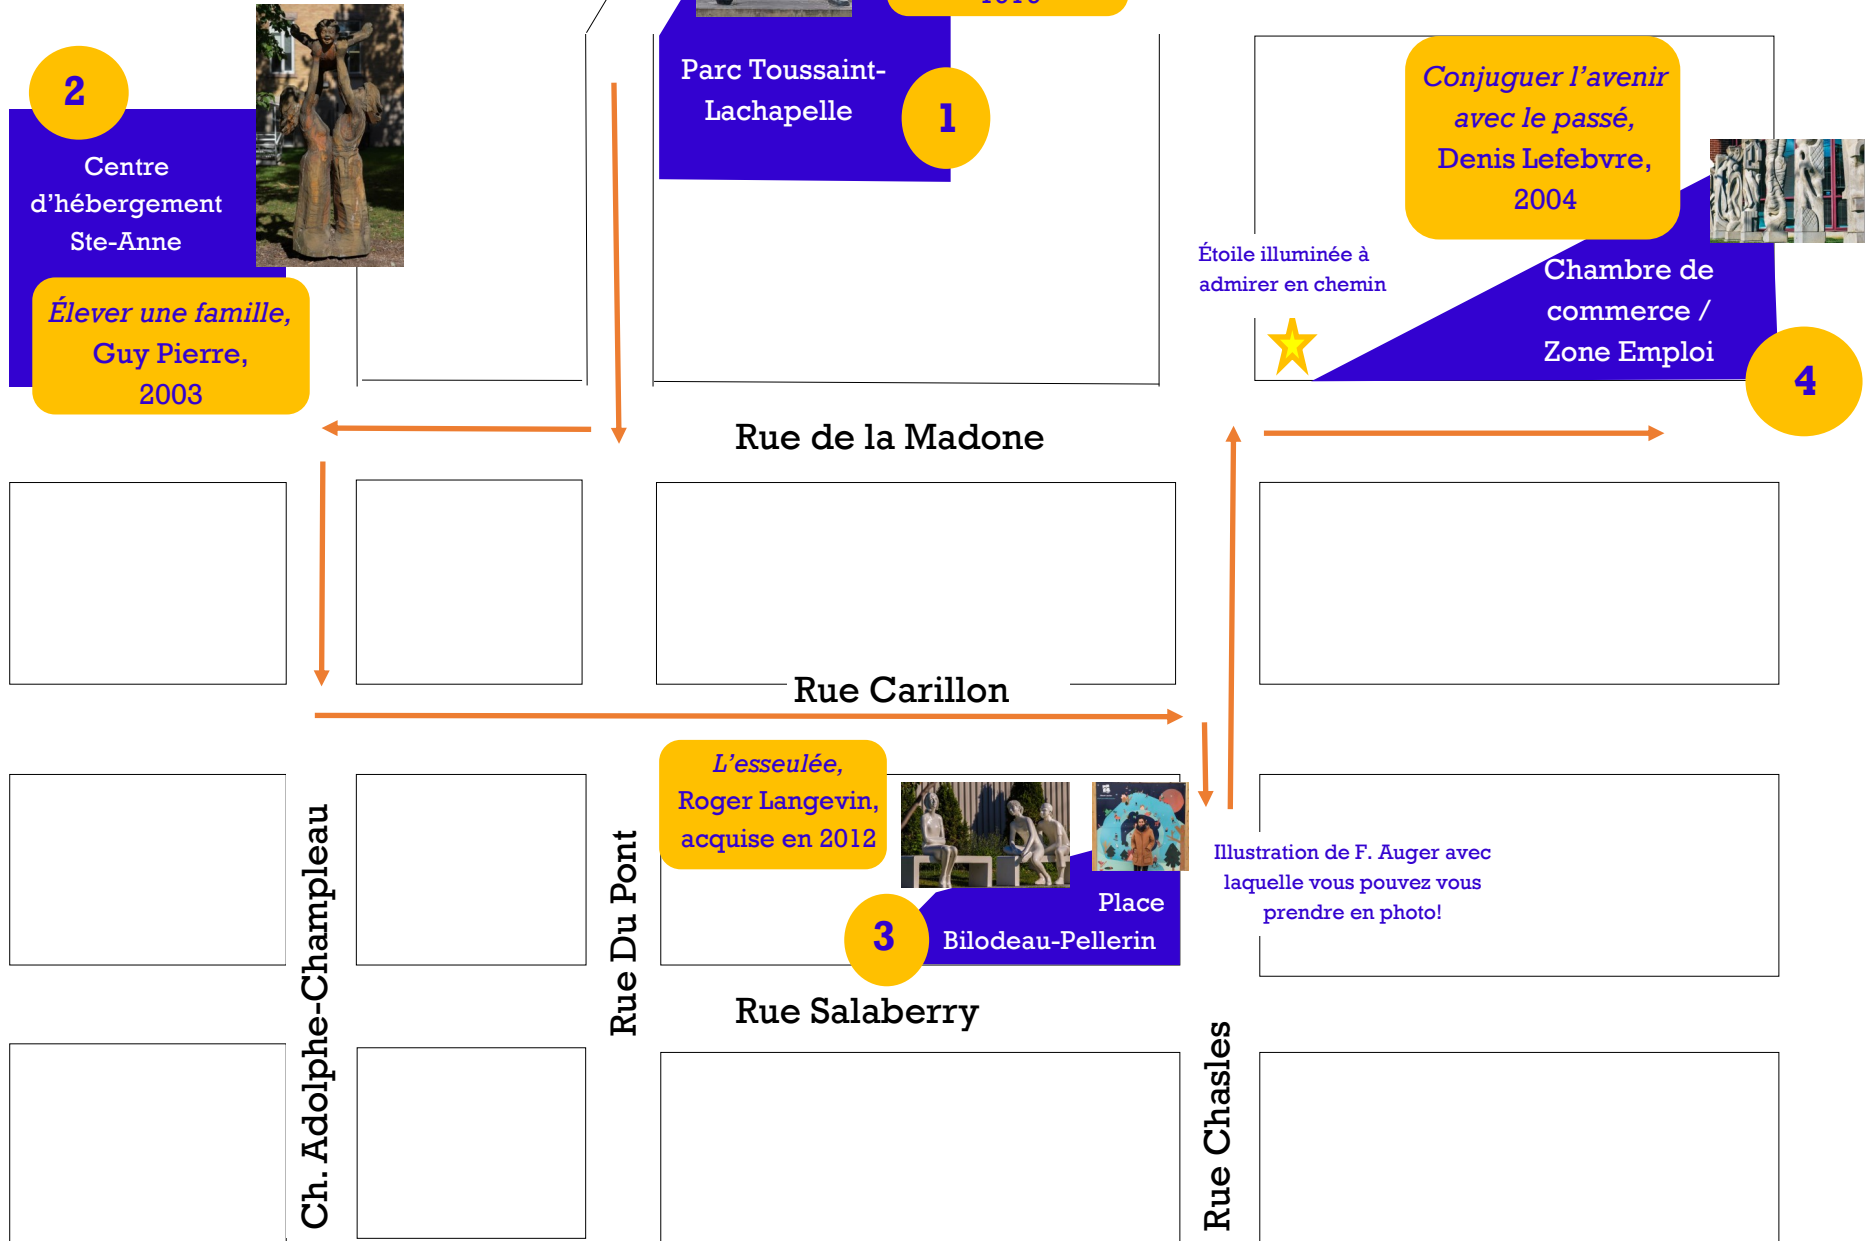 Parc Toussaint-
Lachapelle
1
2
Centre
d'hébergement
Ste-Anne
Élever une famille,
Guy Pierre,
2003
Conjuguer l'avenir
avec le passé,
Denis Lefebvre,
2004
Étoile illuminée à
admirer en chemin
Chambre de
commerce /
Zone Emploi
4
Rue de la Madone
Rue Carillon
L'esseulée,
Roger Langevin,
acquise en 2012
3
Place
Bilodeau-Pellerin
Illustration de F. Auger avec
laquelle vous pouvez vous
prendre en photo!
Rue Salaberry
Ch. Adolphe-Champleau
Rue Du Pont
Rue Chasles